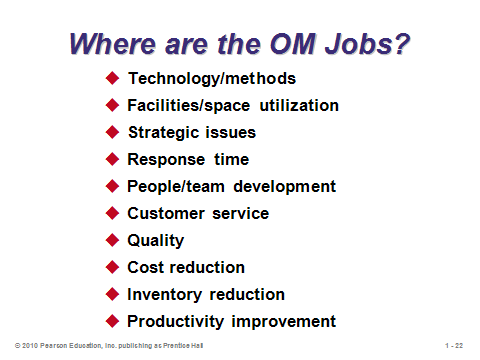 Where are the OM Jobs?
Technology/methods
Facilities/space utilization
Strategic issues
Response time
People/team development
Customer service
Quality
Cost reduction
Inventory reduction
Productivity improvement
© 2010 Pearson Education, Inc. publishing as Prentice Hall
1 - 22